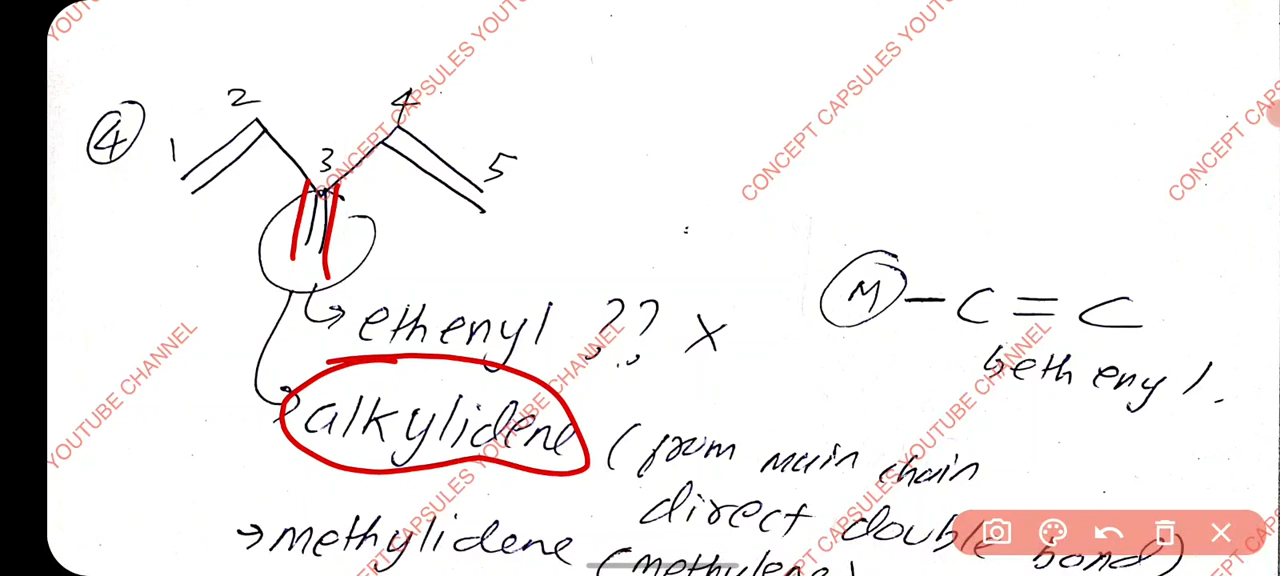 ④
2
4
1
3
5
ethenyl ?? X
M — C = C
ethenyl.
alkylidene (from main chain
direct double bond)
→ methylidene (methylene)
CONCEPT CAPSULES YOUTUBE CHANNEL